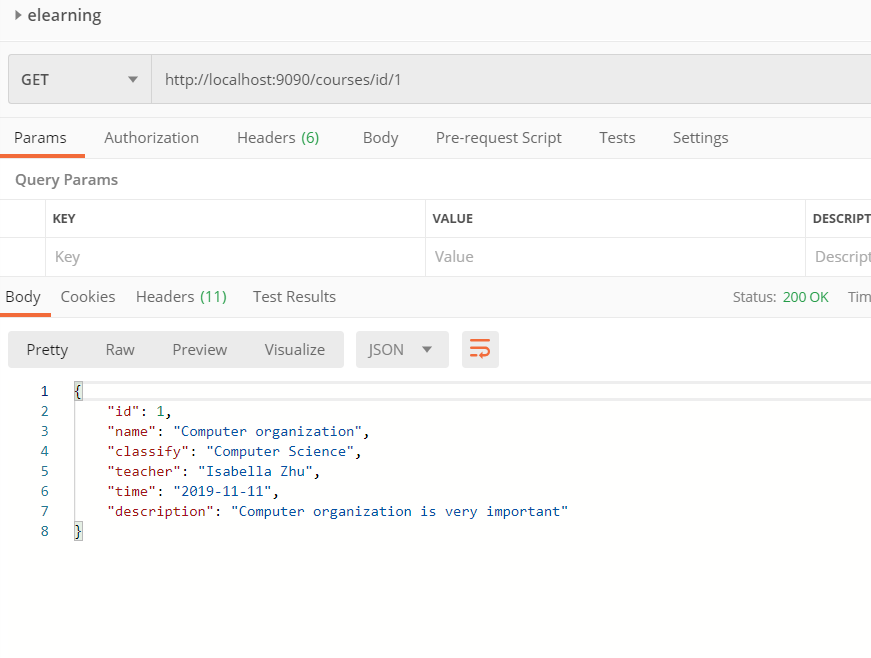 elearning
GET http://localhost:9090/courses/id/1
Params Authorization Headers (6) Body Pre-request Script Tests Settings
Query Params
KEY VALUE DESCRIPT
Key Value Descript
Body Cookies Headers (11) Test Results Status: 200 OK Tim
Pretty Raw Preview Visualize JSON
1 {
2 "id": 1,
3 "name": "Computer organization",
4 "classify": "Computer Science",
5 "teacher": "Isabella Zhu",
6 "time": "2019-11-11",
7 "description": "Computer organization is very important"
8 }